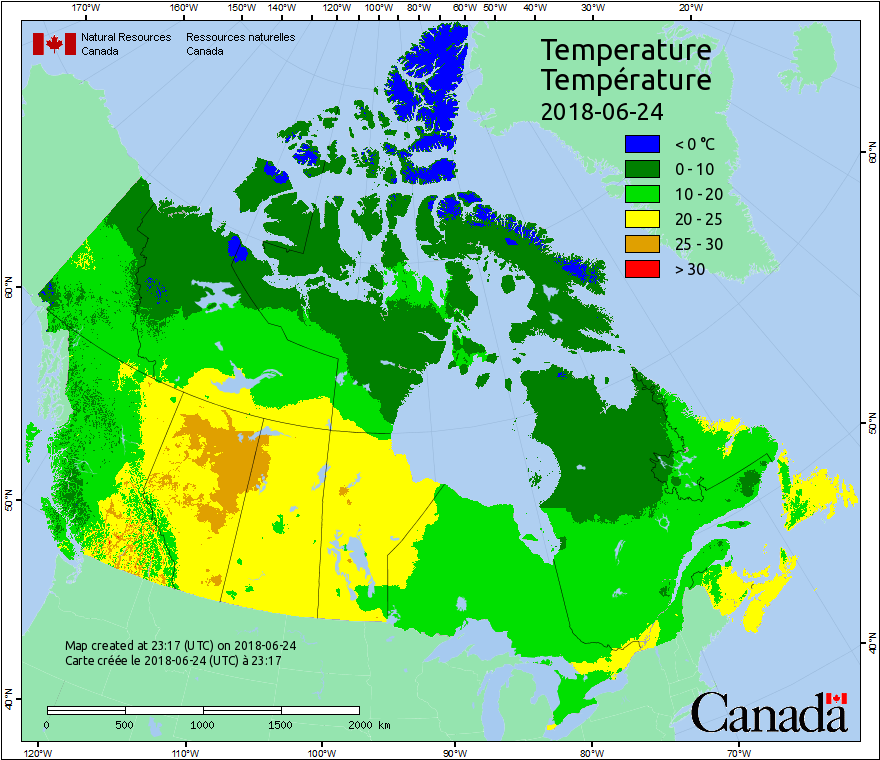 170°W 160°W 150°W 140°W 120°W 100°W 80°W 60°W 50°W 40°W 30°W 20°W
Natural Resources Ressources naturelles
Canada Canada
Temperature
Température
2018-06-24
< 0 °C
0 - 10
10 - 20
20 - 25
25 - 30
> 30
60°N
60°N
50°N
50°N
40°N
40°N
Map created at 23:17 (UTC) on 2018-06-24
Carte créée le 2018-06-24 (UTC) à 23:17
0 500 1000 1500 2000 km
Canada
120°W 110°W 100°W 90°W 80°W 70°W